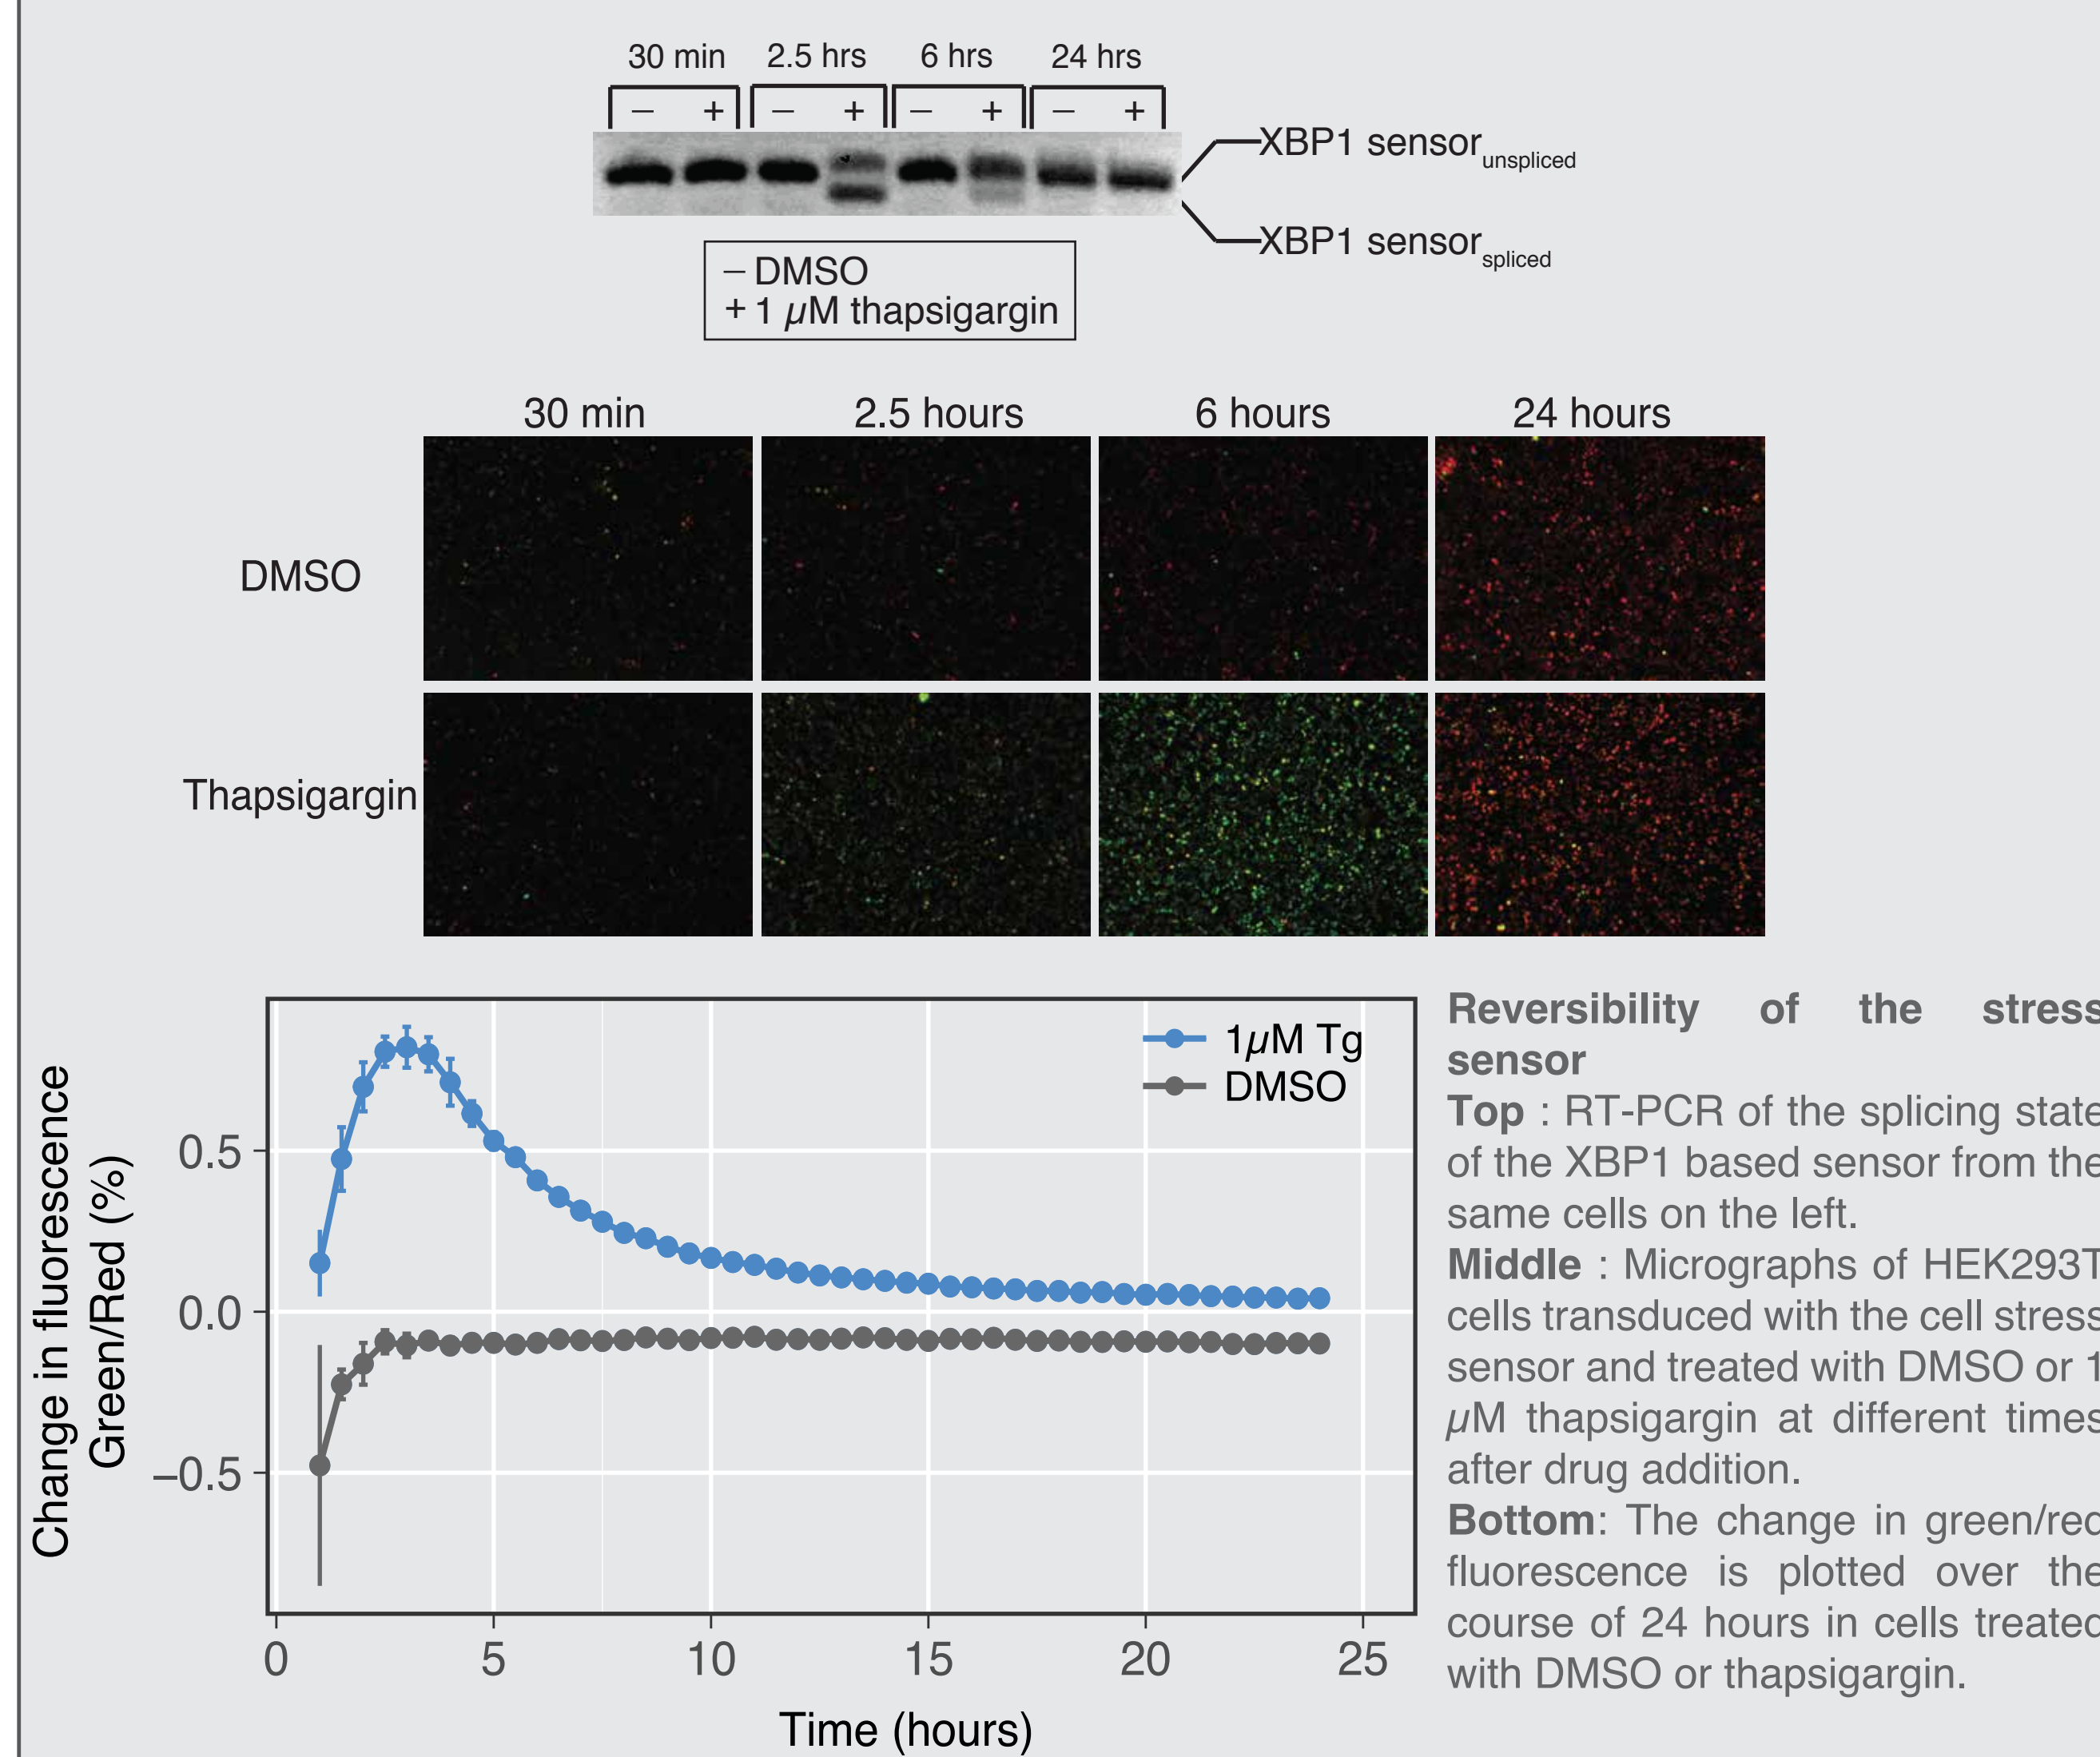 30 min 2.5 hrs 6 hrs 24 hrs
– + – + – + – +
XBP1 sensor unspliced
XBP1 sensor spliced
– DMSO
+ 1 µM thapsigargin
30 min 2.5 hours 6 hours 24 hours
DMSO
Thapsigargin
Change in fluorescence
Green/Red (%)
0.5
0.0
−0.5
1µM Tg
DMSO
0 5 10 15 20 25
Time (hours)
Reversibility of the stress
sensor
Top : RT-PCR of the splicing state
of the XBP1 based sensor from the
same cells on the left.
Middle : Micrographs of HEK293T
cells transduced with the cell stress
sensor and treated with DMSO or 1
µM thapsigargin at different times
after drug addition.
Bottom: The change in green/red
fluorescence is plotted over the
course of 24 hours in cells treated
with DMSO or thapsigargin.